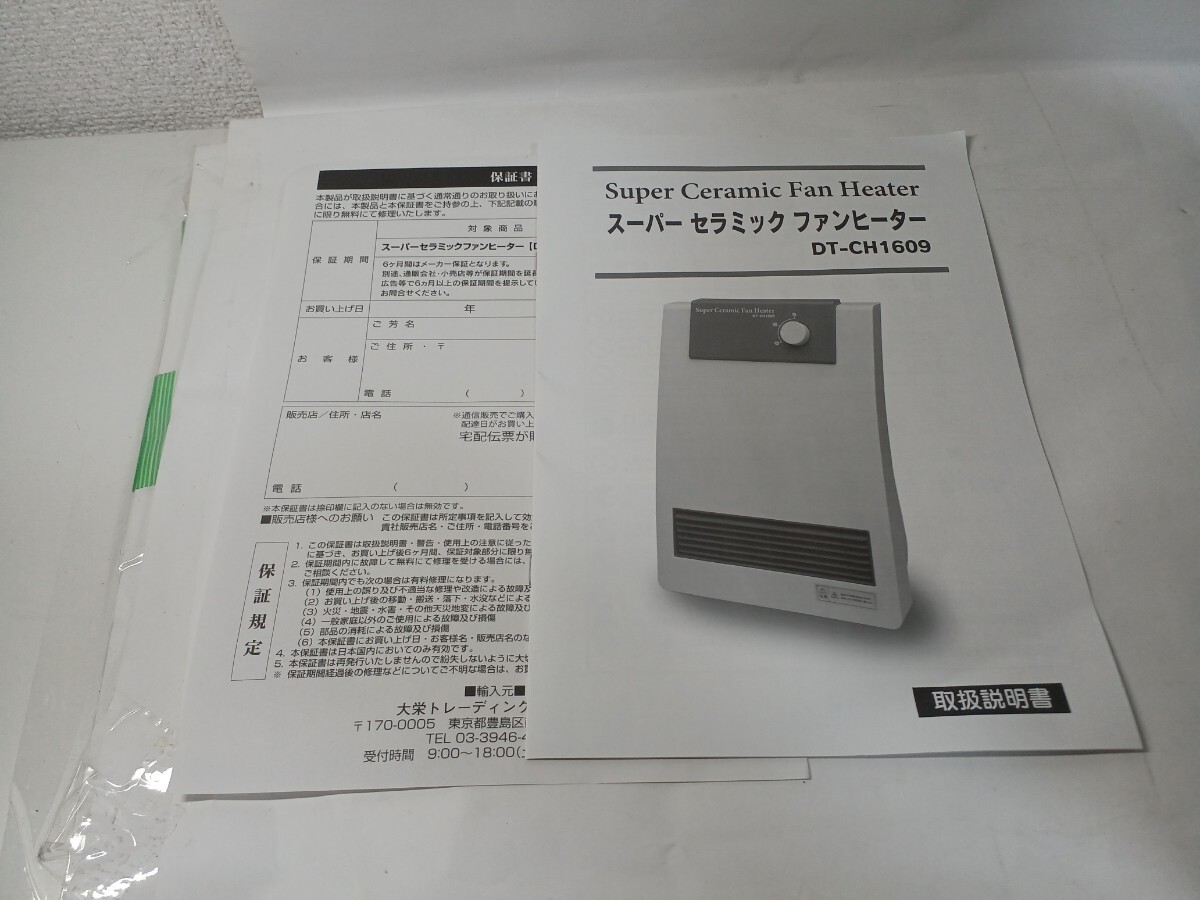 保証書
本製品が取扱説明書に基づく通常通りのお取り扱いにお
合には、本製品と本保証書をご持参の上、下記記載の
に限り無料にて修理いたします。
対象商品
スーパーセラミックファンヒーター【D
保証期間
6ヶ月間はメーカー保証となります。
別途、通販会社・小売店等が保証期間を延長
広告等で6ヵ月以上の保証期間を提示してい
お問合せください。
お買い上げ日
年
お客様
ご芳名
ご住所・〒
電話 ( )
販売店/住所・店名
※通信販売でご購入
配達日がお買い上
宅配伝票が
電話 ( )
※本保証書は捺印欄に記入のない場合は無効です。
■販売店様へのお願い この保証書は所定事項を記入して効
貴社販売店名・ご住所・電話番号を
保証規定
1. この保証書は取扱説明書・警告・使用上の注意に従った
に基づき、お買い上げ後6ヶ月間、保証対象部分に限り無
2. 保証期間内に故障して無料にて修理を受ける場合には、
ご相談ください。
3. 保証期間内でも次の場合は有料修理になります。
(1) 使用上の誤り及び不適当な修理や改造による故障及
(2) お買い上げ後の移動・搬送・落下・水没などによる
(3) 火災・地震・水害・その他天災地変による故障及び
(4) 一般家庭以外のご使用による故障及び損傷
(5) 部品の消耗による故障及び損傷
(6) 本保証書にお買い上げ日・お客様名・販売店名のな
4. 本保証書は日本国内においてのみ有効です。
5. 本保証書は再発行いたしませんので紛失しないように大切
※ 保証期間経過後の修理などについてご不明な場合は、お買
■輸入元■
大栄トレーディング
〒170-0005 東京都豊島区
TEL 03-3946-4
受付時間 9:00〜18:00(土
Super Ceramic Fan Heater
スーパー セラミック ファンヒーター
DT-CH1609
Super Ceramic Fan Heater
DT-CH1609
取扱説明書